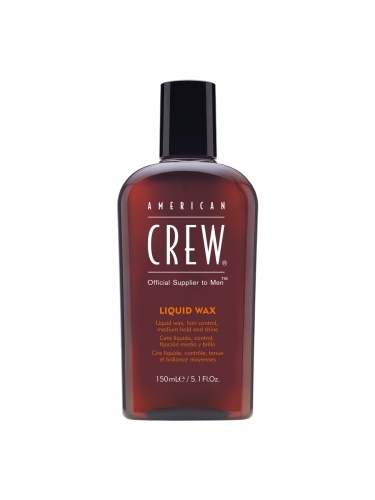 AMERICAN
CREW®
Official Supplier to Men™
LIQUID WAX
Liquid wax, hair control,
medium hold and shine
Cera líquida, control,
fijación media y brillo
Cire liquide, contrôle, tenue
et brillance moyennes
150mL℮ / 5.1 Fl.Oz.